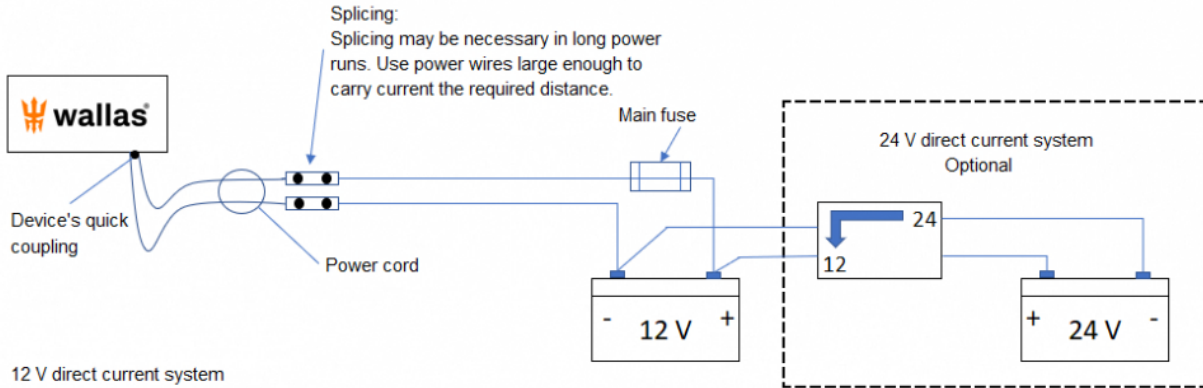 Splicing:
Splicing may be necessary in long power
runs. Use power wires large enough to
carry current the required distance.
wallas
Main fuse
24 V direct current system
Optional
Device's quick
coupling
Power cord
24
12
- 12 V +
+ 24 V -
12 V direct current system